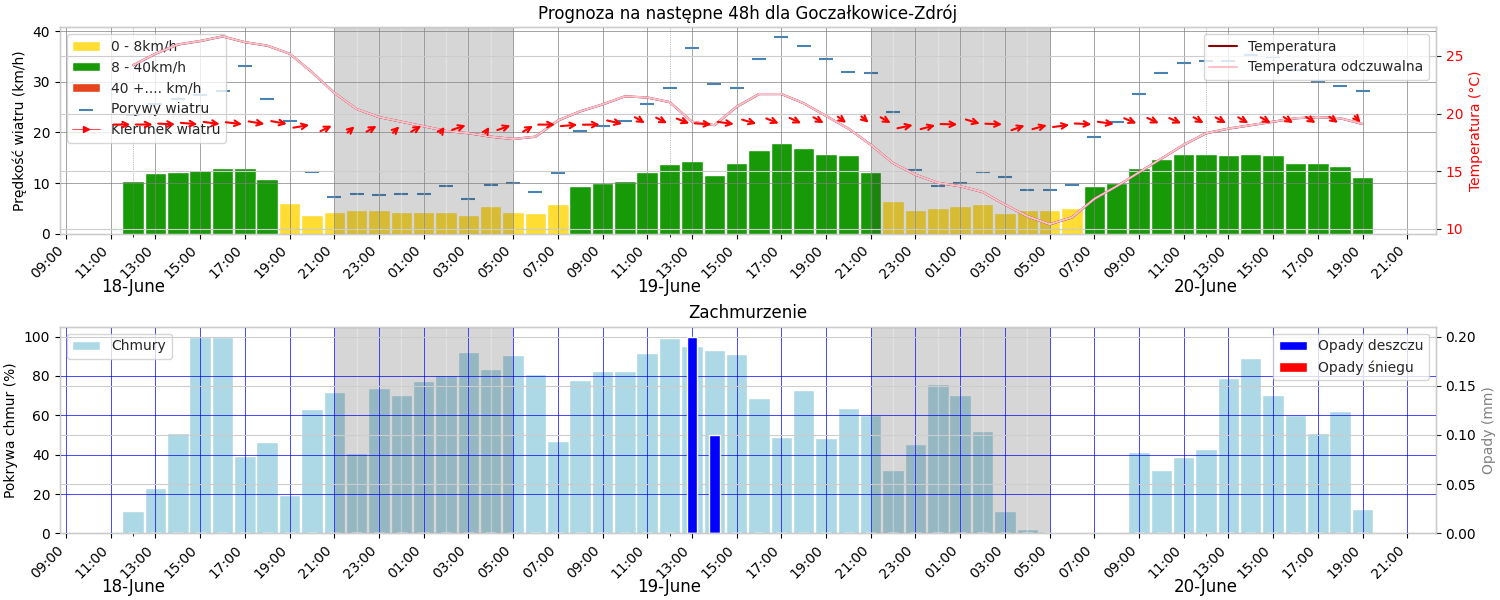 Prognoza na następne 48h dla Goczałkowice-Zdrój
Prędkość wiatru (km/h)
40
30
20
10
0
0 - 8km/h
8 - 40km/h
40 +.... km/h
Porywy wiatru
Kierunek wiatru
Temperatura
Temperatura odczuwalna
25
20
15
10
Temperatura (°C)
09:00 11:00 13:00 15:00 17:00 19:00 21:00 23:00 01:00 03:00 05:00 07:00 09:00 11:00 13:00 15:00 17:00 19:00 21:00 23:00 01:00 03:00 05:00 07:00 09:00 11:00 13:00 15:00 17:00 19:00 21:00
18-June 19-June 20-June
Zachmurzenie
Pokrywa chmur (%)
100
80
60
40
20
0
Chmury
Opady deszczu
Opady śniegu
0.20
0.15
0.10
0.05
0.00
Opady (mm)
09:00 11:00 13:00 15:00 17:00 19:00 21:00 23:00 01:00 03:00 05:00 07:00 09:00 11:00 13:00 15:00 17:00 19:00 21:00 23:00 01:00 03:00 05:00 07:00 09:00 11:00 13:00 15:00 17:00 19:00 21:00
18-June 19-June 20-June